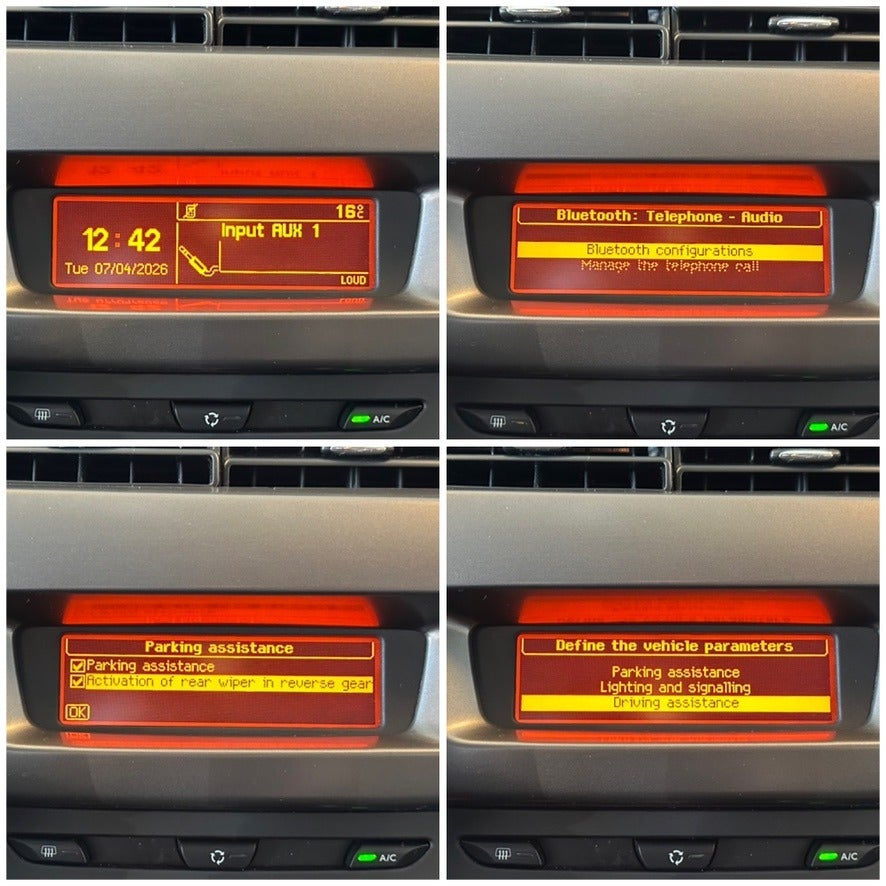 16°C
Input AUX 1
12:42
Tue 07/04/2026
LOUD
A/C
Bluetooth: Telephone - Audio
Bluetooth configurations
Manage the telephone call
A/C
Parking assistance
Parking assistance
Activation of rear wiper in reverse gear
OK
A/C
Define the vehicle parameters
Parking assistance
Lighting and signalling
Driving assistance
A/C